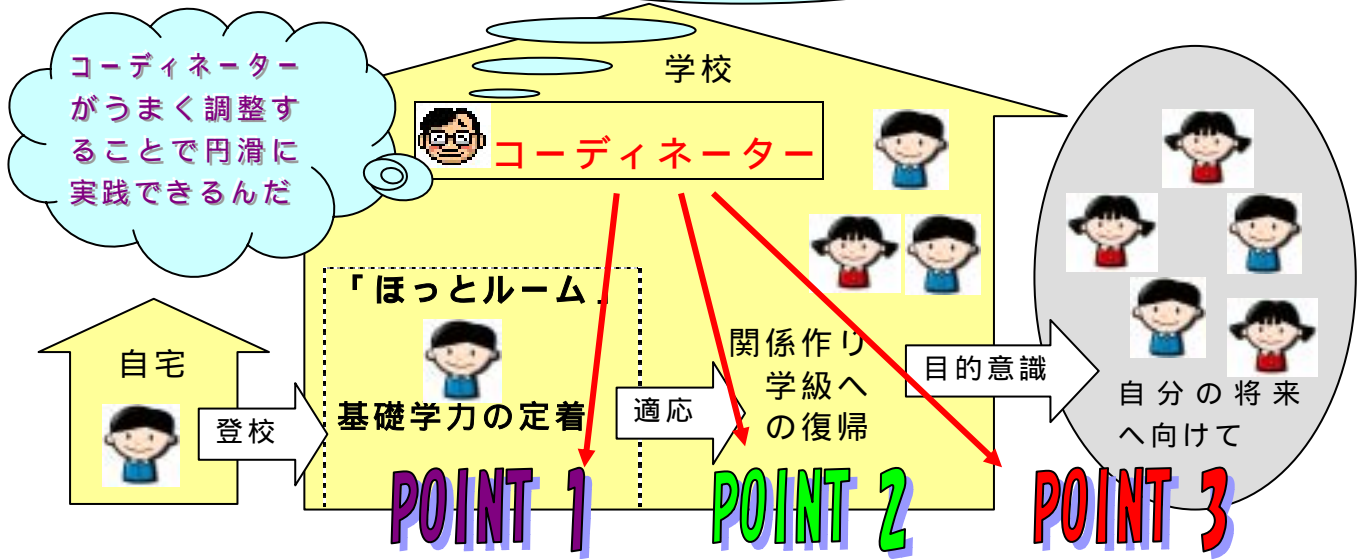 コーディネーター
がうまく調整す
ることで円滑に
実践できるんだ
学校
コーディネーター
「ほっとルーム」
自宅
登校
基礎学力の定着
適応
関係作り
学級へ
の復帰
目的意識
自分の将来
へ向けて
POINT 1
POINT 2
POINT 3